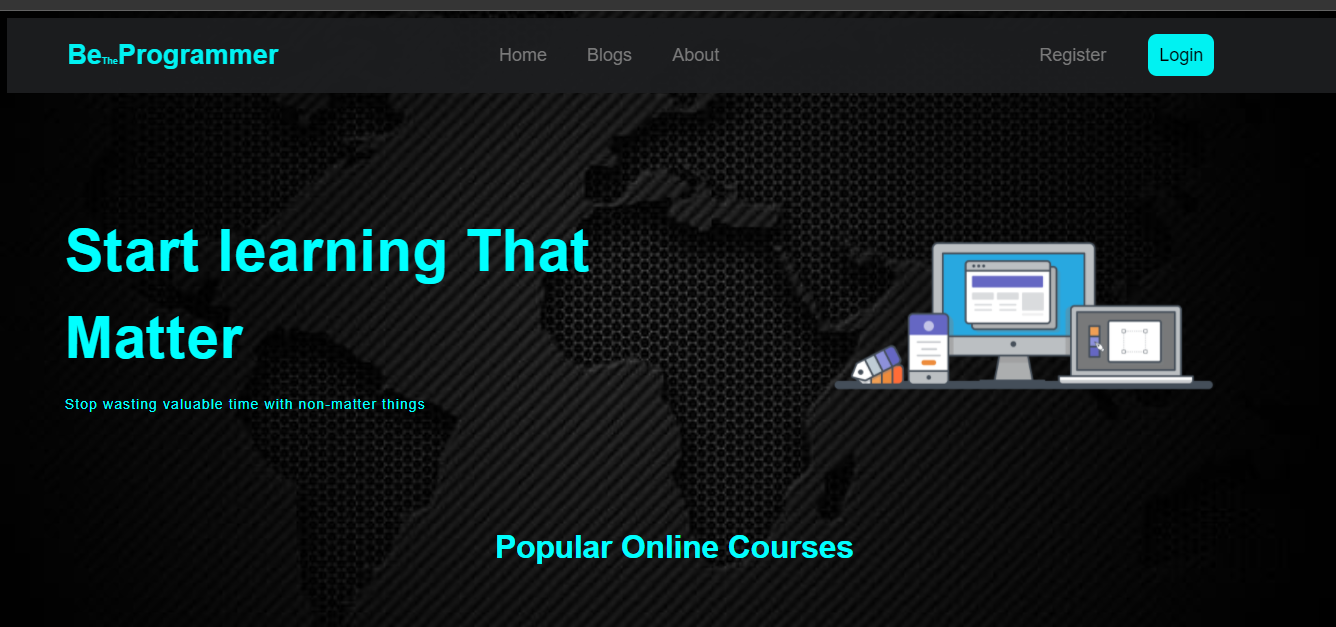 BeTheProgrammer
Home Blogs About
Register Login
Start learning That
Matter
Stop wasting valuable time with non-matter things
Popular Online Courses